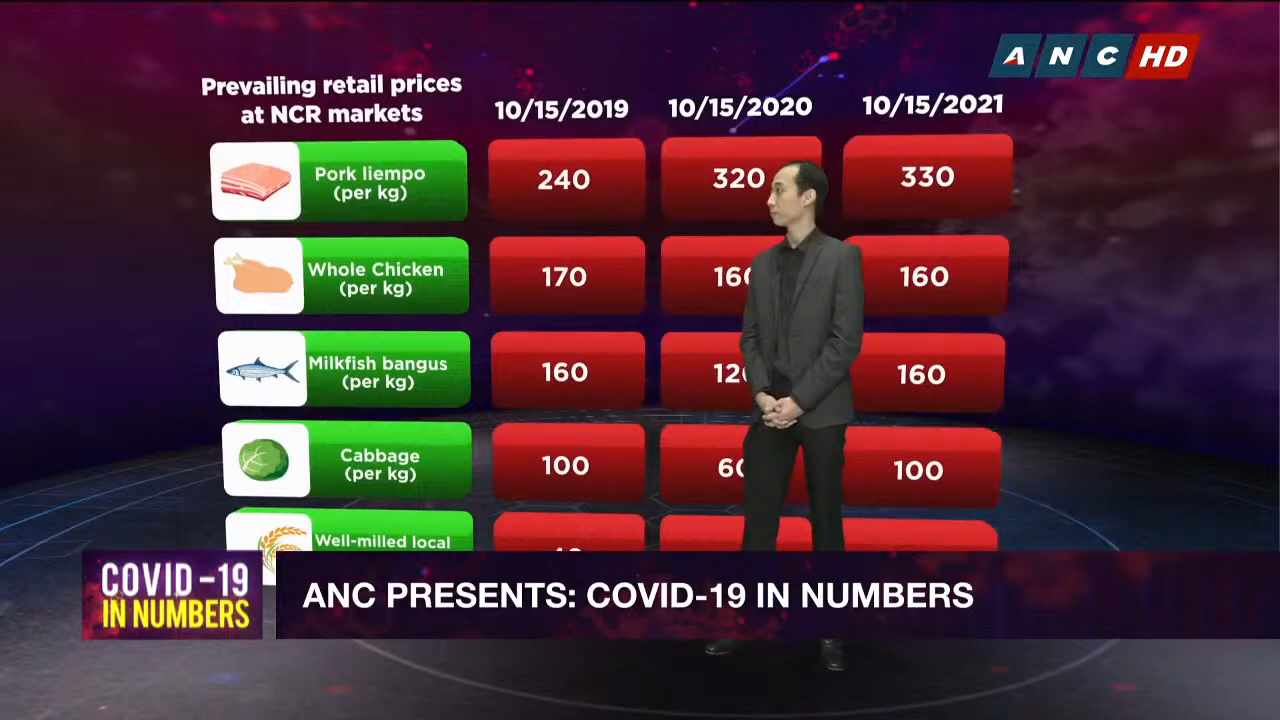 ANC HD
Prevailing retail prices
at NCR markets
10/15/2019
10/15/2020
10/15/2021
Pork liempo
(per kg)
240
320
330
Whole Chicken
(per kg)
170
160
Milkfish bangus
(per kg)
160
160
Cabbage
(per kg)
100
100
Well-milled local
COVID-19
IN NUMBERS
ANC PRESENTS: COVID-19 IN NUMBERS